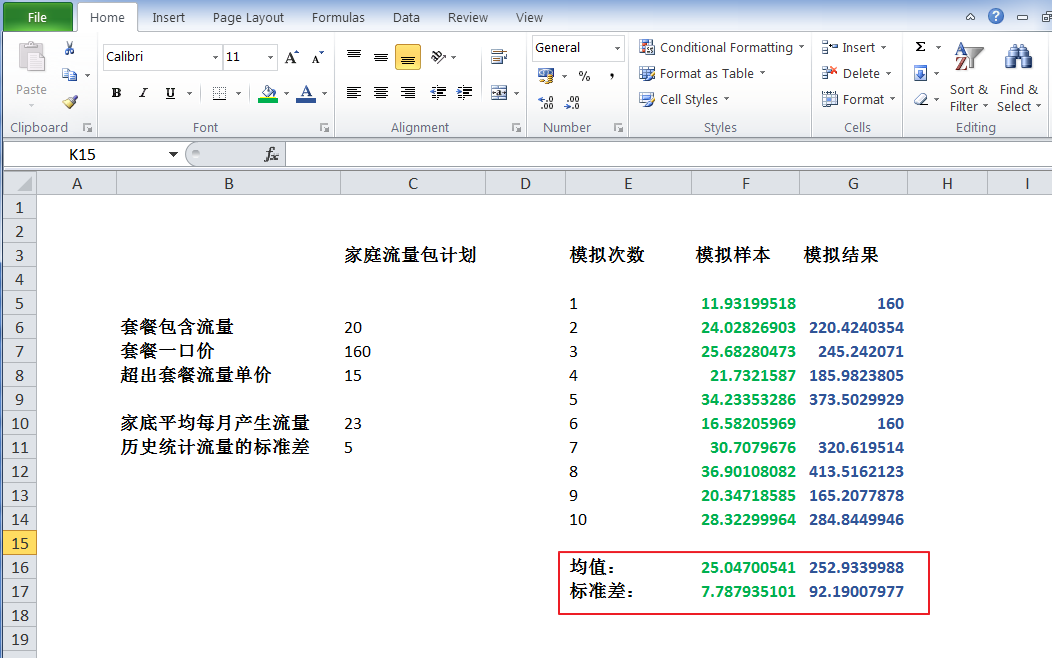 File Home Insert Page Layout Formulas Data Review View
Calibri 11 General Conditional Formatting Insert Σ
Paste % , Format as Table Delete Sort & Filter Find & Select
B I U A .00 .00 Cell Styles Format
Clipboard Font Alignment Number Styles Cells Editing
K15 fx
A B C D E F G H I
1
2
3 家庭流量包计划 模拟次数 模拟样本 模拟结果
4
5 1 11.93199518 160
6 套餐包含流量 20 2 24.02826903 220.4240354
7 套餐一口价 160 3 25.68280473 245.242071
8 超出套餐流量单价 15 4 21.7321587 185.9823805
9 5 34.23353286 373.5029929
10 家底平均每月产生流量 23 6 16.58205969 160
11 历史统计流量的标准差 5 7 30.7079676 320.619514
12 8 36.90108082 413.5162123
13 9 20.34718585 165.2077878
14 10 28.32299964 284.8449946
15
16 均值： 25.04700541 252.9339988
17 标准差： 7.787935101 92.19007977
18
19